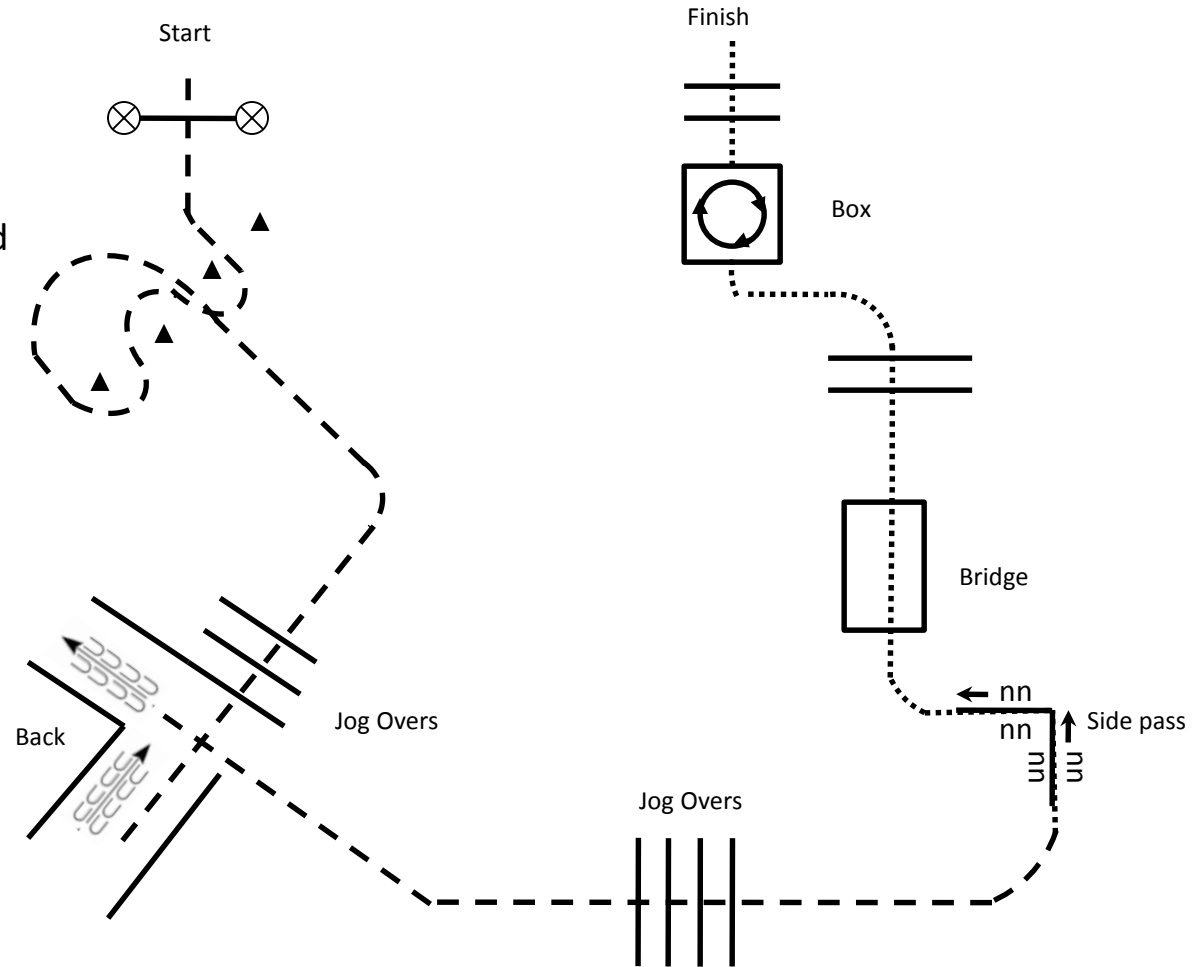 Start
Finish
d
Box
Bridge
nn
nn
Side pass
nn
nn
Jog Overs
Back
Jog Overs